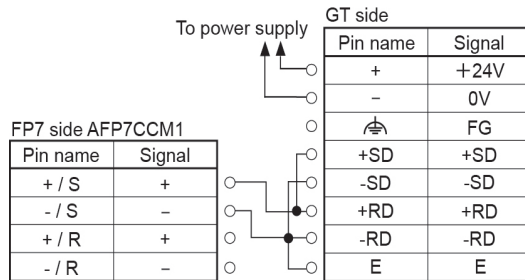 GT side
To power supply
Pin name Signal
+ +24V
− 0V
FG
+SD +SD
-SD -SD
+RD +RD
-RD -RD
E E
FP7 side AFP7CCM1
Pin name Signal
+ / S +
- / S −
+ / R +
- / R −